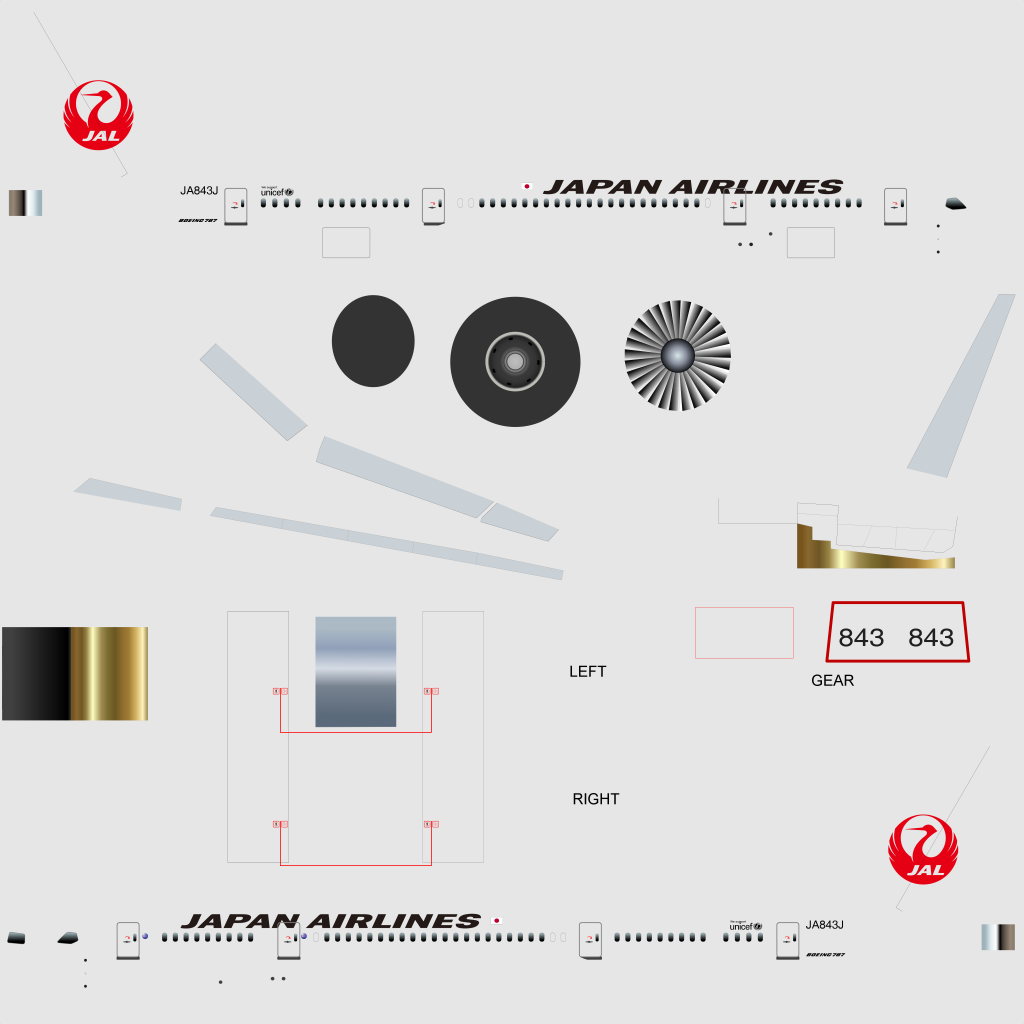 JAL
JA843J
We support
unicef
JAPAN AIRLINES
BOEING 787
843 843
LEFT
GEAR
RIGHT
JAL
JAPAN AIRLINES
We support
unicef
JA843J
BOEING 787